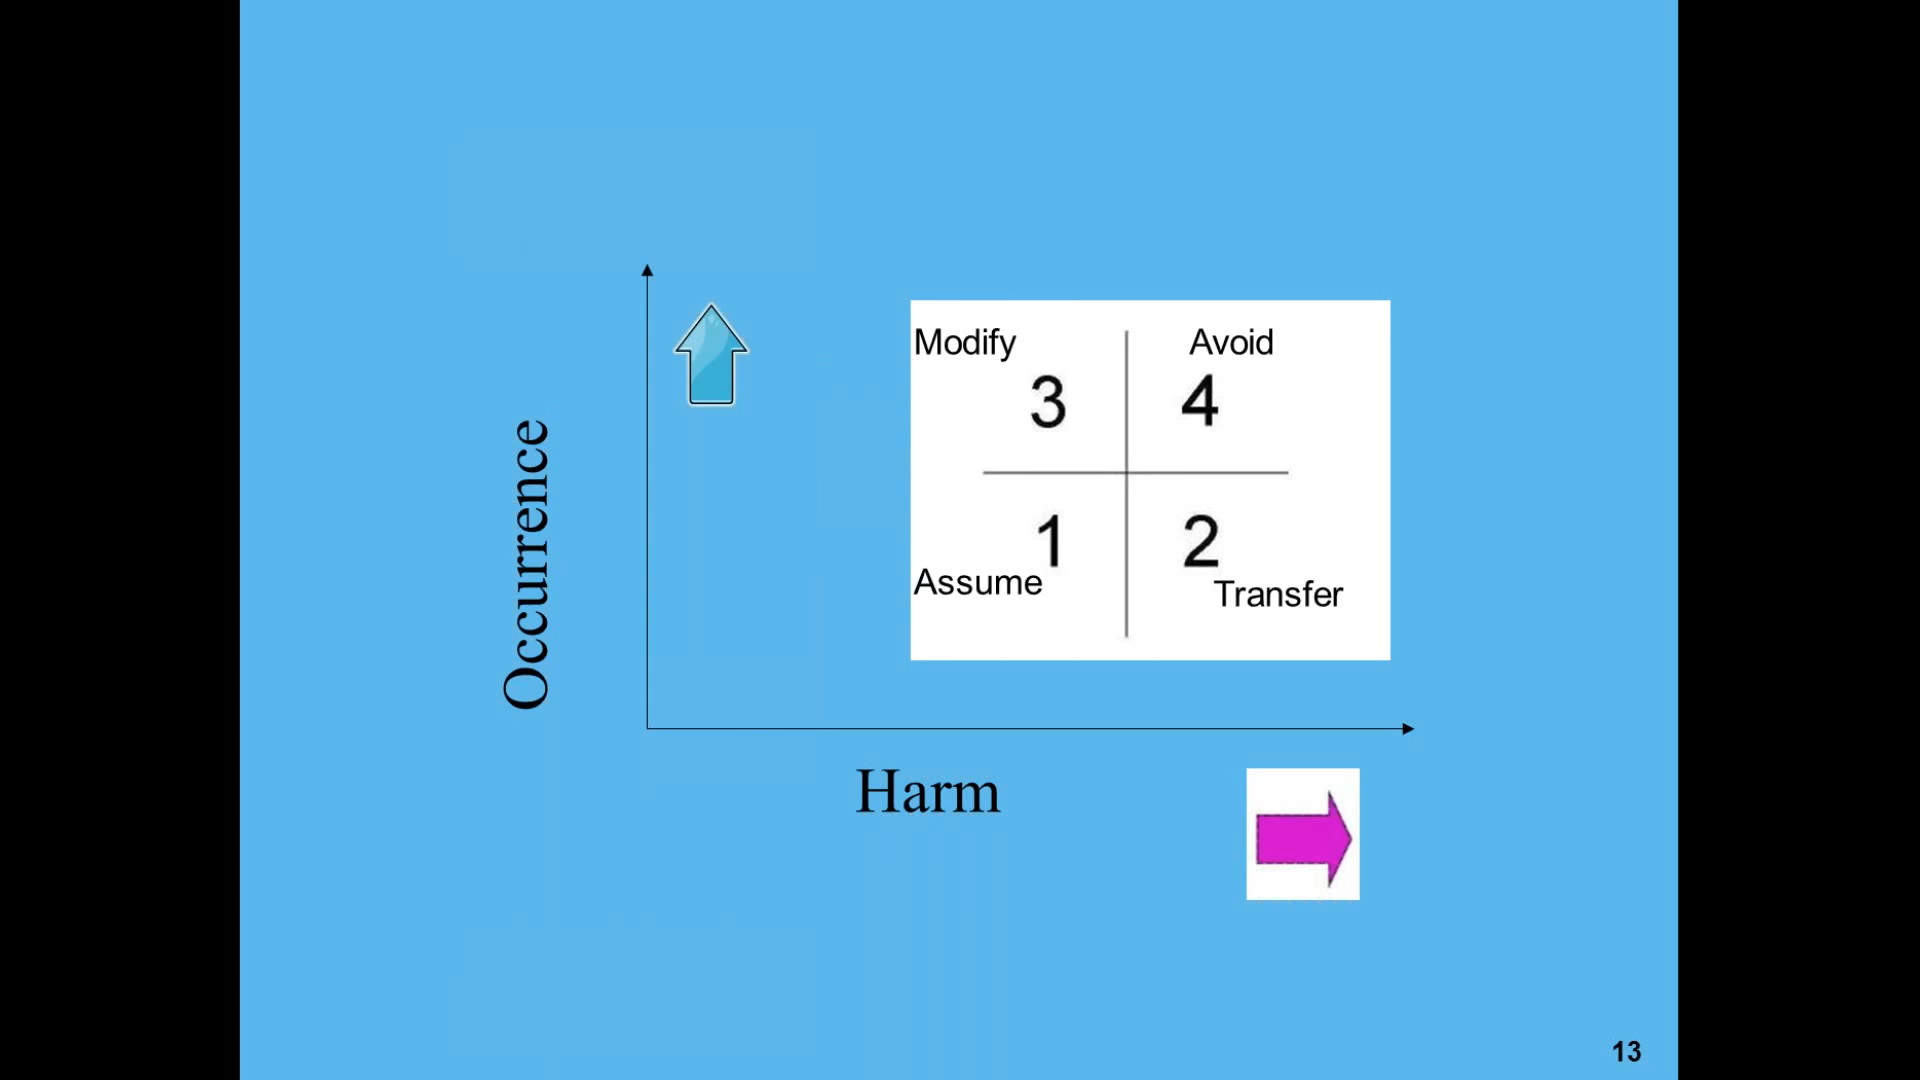 Occurrence
Modify
Avoid
3
4
1
2
Assume
Transfer
Harm
13